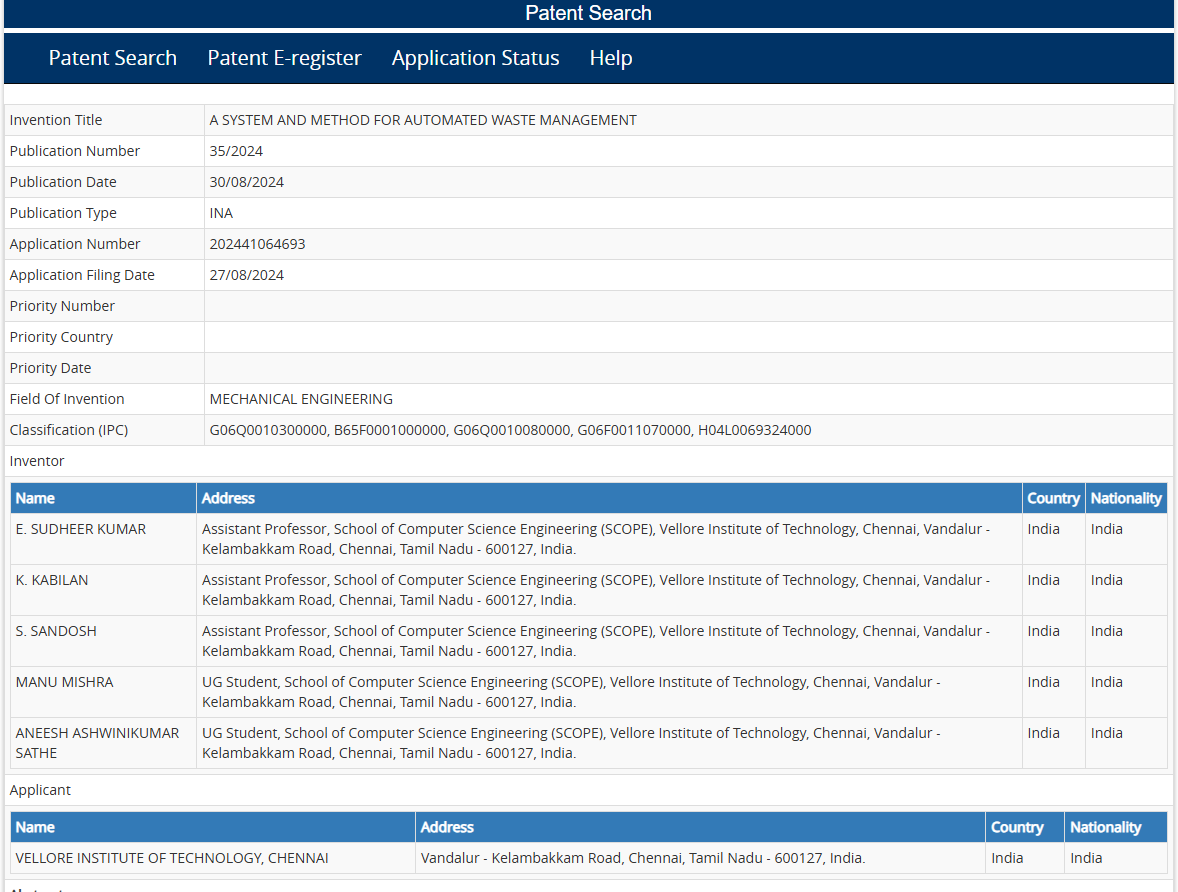 Patent Search
Patent Search Patent E-register Application Status Help
Invention Title A SYSTEM AND METHOD FOR AUTOMATED WASTE MANAGEMENT
Publication Number 35/2024
Publication Date 30/08/2024
Publication Type INA
Application Number 202441064693
Application Filing Date 27/08/2024
Priority Number
Priority Country
Priority Date
Field Of Invention MECHANICAL ENGINEERING
Classification (IPC) G06Q0010300000, B65F0001000000, G06Q0010080000, G06F0011070000, H04L0069324000
Inventor
Name Address Country Nationality
E. SUDHEER KUMAR Assistant Professor, School of Computer Science Engineering (SCOPE), Vellore Institute of Technology, Chennai, Vandalur - India India
Kelambakkam Road, Chennai, Tamil Nadu - 600127, India.
K. KABILAN Assistant Professor, School of Computer Science Engineering (SCOPE), Vellore Institute of Technology, Chennai, Vandalur - India India
Kelambakkam Road, Chennai, Tamil Nadu - 600127, India.
S. SANDOSH Assistant Professor, School of Computer Science Engineering (SCOPE), Vellore Institute of Technology, Chennai, Vandalur - India India
Kelambakkam Road, Chennai, Tamil Nadu - 600127, India.
MANU MISHRA UG Student, School of Computer Science Engineering (SCOPE), Vellore Institute of Technology, Chennai, Vandalur - India India
Kelambakkam Road, Chennai, Tamil Nadu - 600127, India.
ANEESH ASHWINIKUMAR UG Student, School of Computer Science Engineering (SCOPE), Vellore Institute of Technology, Chennai, Vandalur - India India
SATHE Kelambakkam Road, Chennai, Tamil Nadu - 600127, India.
Applicant
Name Address Country Nationality
VELLORE INSTITUTE OF TECHNOLOGY, CHENNAI Vandalur - Kelambakkam Road, Chennai, Tamil Nadu - 600127, India. India India